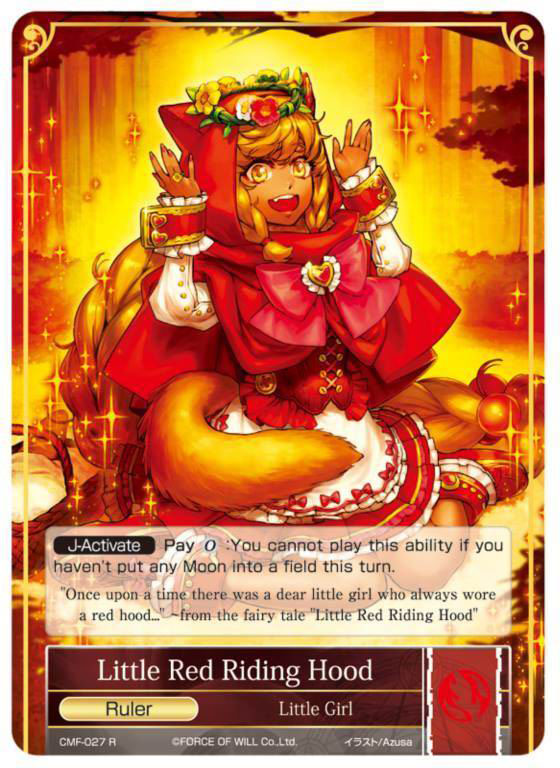 J-Activate Pay 0 :You cannot play this ability if you
haven't put any Moon into a field this turn.
"Once upon a time there was a dear little girl who always wore
a red hood..." ~from the fairy tale "Little Red Riding Hood"
Little Red Riding Hood
Ruler
Little Girl
CMF-027 R
©FORCE OF WILL Co.,Ltd.
イラスト/Azusa